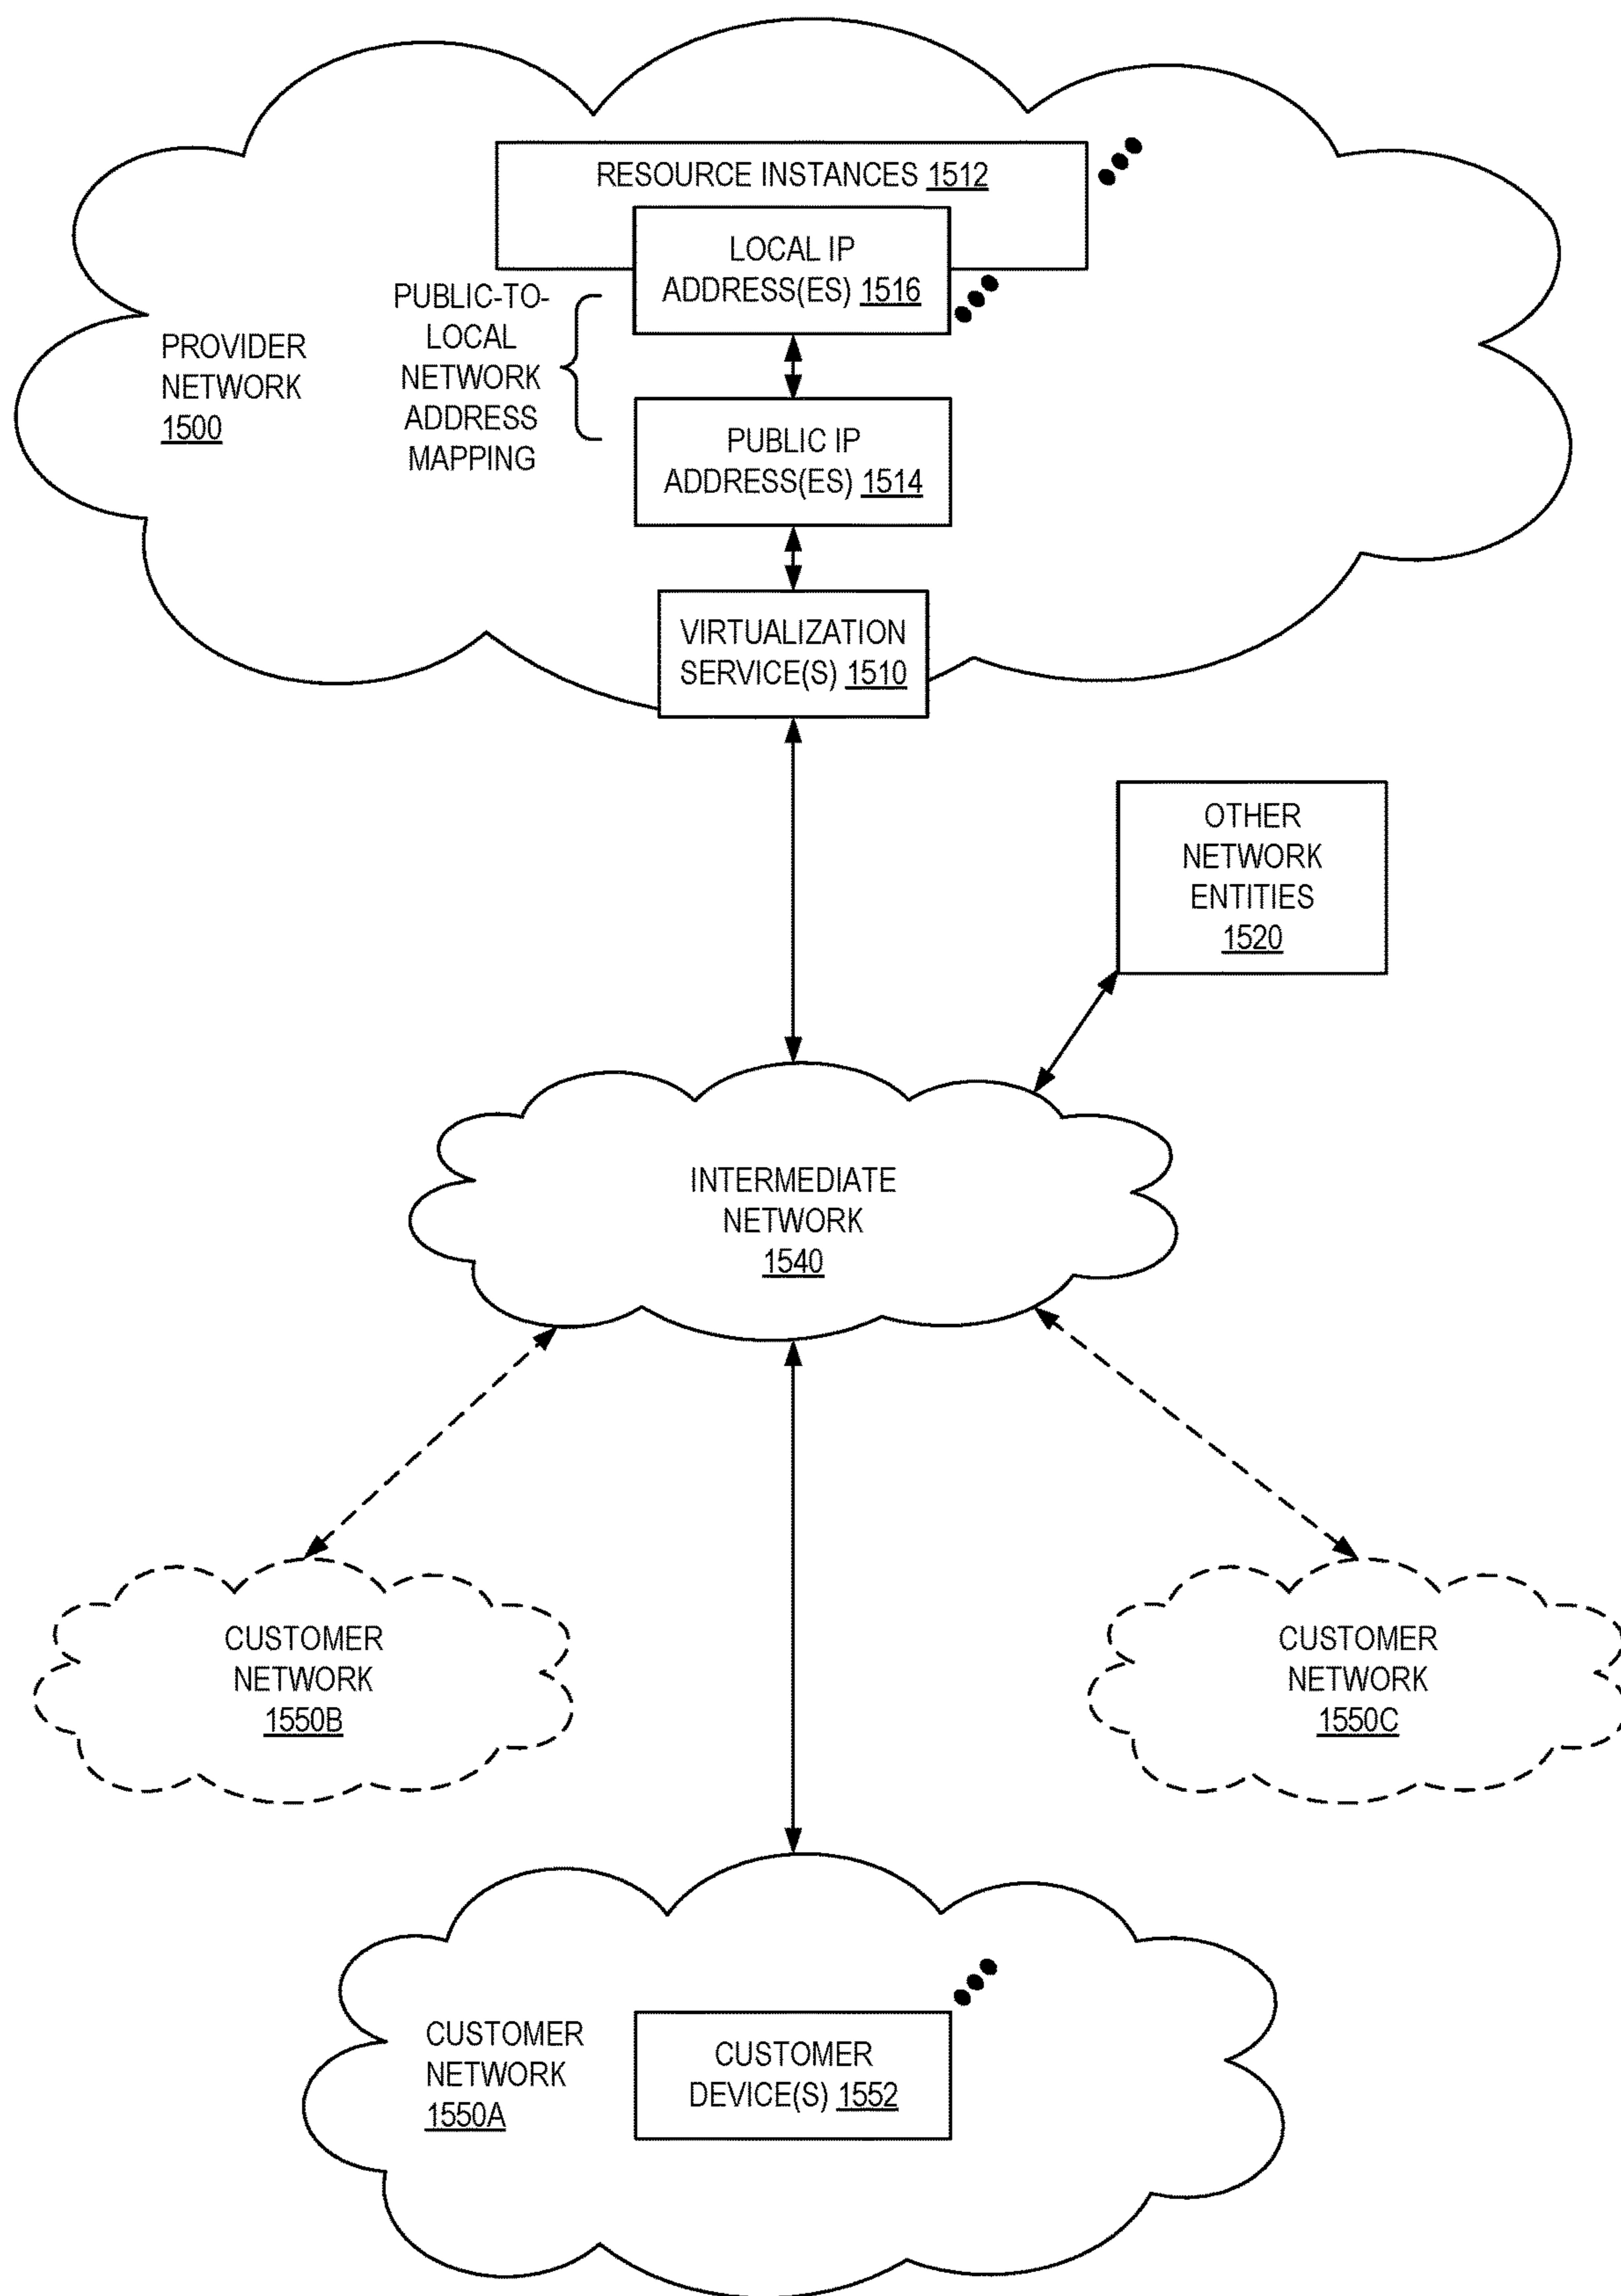 RESOURCE INSTANCES 1512
LOCAL IP
ADDRESS(ES) 1516
PUBLIC-TO-
LOCAL
NETWORK
ADDRESS
MAPPING
PROVIDER
NETWORK
1500
PUBLIC IP
ADDRESS(ES) 1514
VIRTUALIZATION
SERVICE(S) 1510
OTHER
NETWORK
ENTITIES
1520
INTERMEDIATE
NETWORK
1540
CUSTOMER
NETWORK
1550B
CUSTOMER
NETWORK
1550C
CUSTOMER
NETWORK
1550A
CUSTOMER
DEVICE(S) 1552